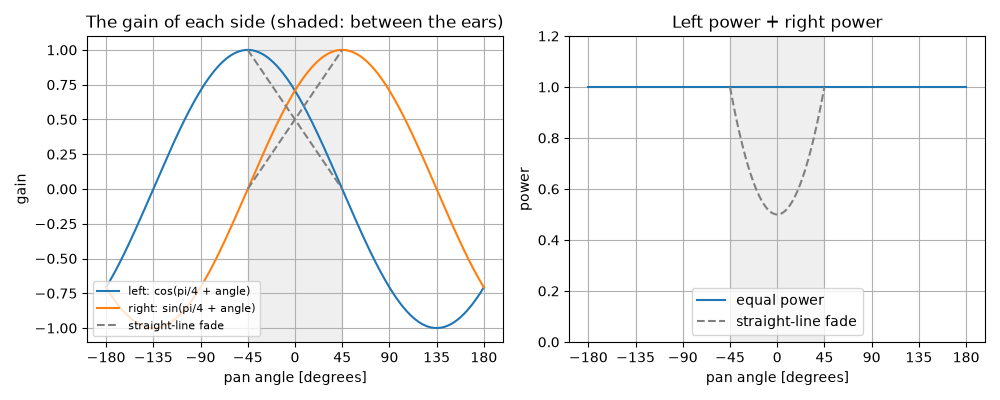 The gain of each side (shaded: between the ears)
1.00
0.75
0.50
0.25
0.00
−0.25
−0.50
−0.75
−1.00
gain
left: cos(pi/4 + angle)
right: sin(pi/4 + angle)
straight-line fade
−180 −135 −90 −45 0 45 90 135 180
pan angle [degrees]
Left power + right power
1.2
1.0
0.8
0.6
0.4
0.2
0.0
power
equal power
straight-line fade
−180 −135 −90 −45 0 45 90 135 180
pan angle [degrees]